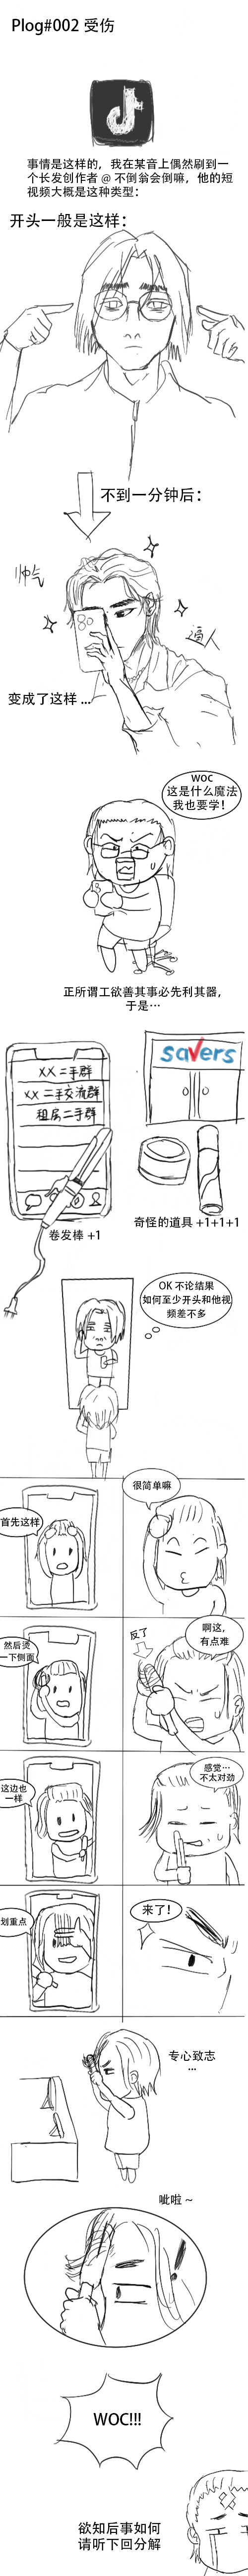 Plog#002 受伤
事情是这样的，我在某音上偶然刷到一
个长发创作者 @ 不倒翁会倒嘛，他的短
视频大概是这种类型：
开头一般是这样：
不到一分钟后：
帅气
80
逼人
变成了这样 ...
woc
这是什么魔法
我也要学！
正所谓工欲善其事必先利其器，
于是…
XX 二手群
XX 二手交流群
租房二手群
savers
卷发棒 +1
奇怪的道具 +1+1+1
OK 不论结果
如何至少开头和他视
频差不多
首先这样
很简单嘛
然后烫
一下侧面
反了
啊这，
有点难
这边也
一样
感觉…
不太对劲
划重点
来了！
专心致志
...
呲啦 ~
!
WOC!!!
欲知后事如何
请听下回分解